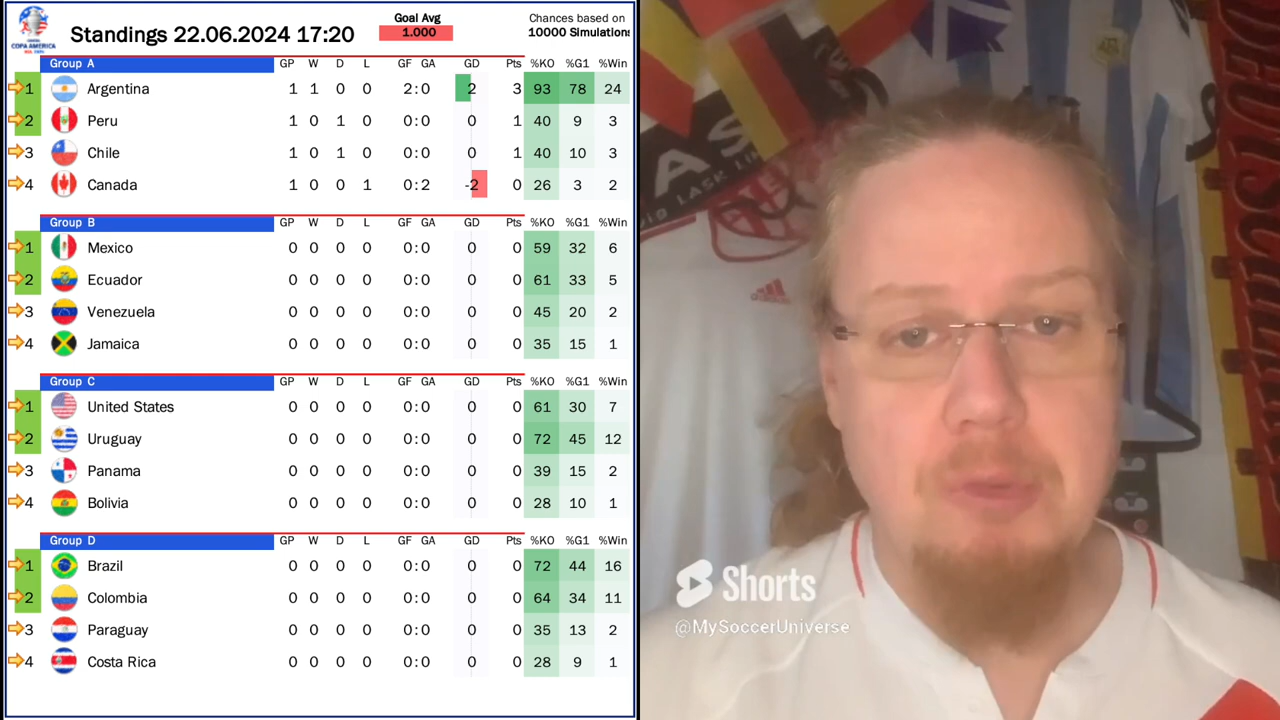 COPA AMERICA
Standings 22.06.2024 17:20
Goal Avg
1.000
Chances based on
10000 Simulations
Group A GP W D L GF GA GD Pts %KO %G1 %Win
1 Argentina 1 1 0 0 2:0 2 3 93 78 24
2 Peru 1 0 1 0 0:0 0 1 40 9 3
3 Chile 1 0 1 0 0:0 0 1 40 10 3
4 Canada 1 0 0 1 0:2 -2 0 26 3 2
Group B GP W D L GF GA GD Pts %KO %G1 %Win
1 Mexico 0 0 0 0 0:0 0 0 59 32 6
2 Ecuador 0 0 0 0 0:0 0 0 61 33 5
3 Venezuela 0 0 0 0 0:0 0 0 45 20 2
4 Jamaica 0 0 0 0 0:0 0 0 35 15 1
Group C GP W D L GF GA GD Pts %KO %G1 %Win
1 United States 0 0 0 0 0:0 0 0 61 30 7
2 Uruguay 0 0 0 0 0:0 0 0 72 45 12
3 Panama 0 0 0 0 0:0 0 0 39 15 2
4 Bolivia 0 0 0 0 0:0 0 0 28 10 1
Group D GP W D L GF GA GD Pts %KO %G1 %Win
1 Brazil 0 0 0 0 0:0 0 0 72 44 16
2 Colombia 0 0 0 0 0:0 0 0 64 34 11
3 Paraguay 0 0 0 0 0:0 0 0 35 13 2
4 Costa Rica 0 0 0 0 0:0 0 0 28 9 1
adidas
Shorts
@MySoccerUniverse